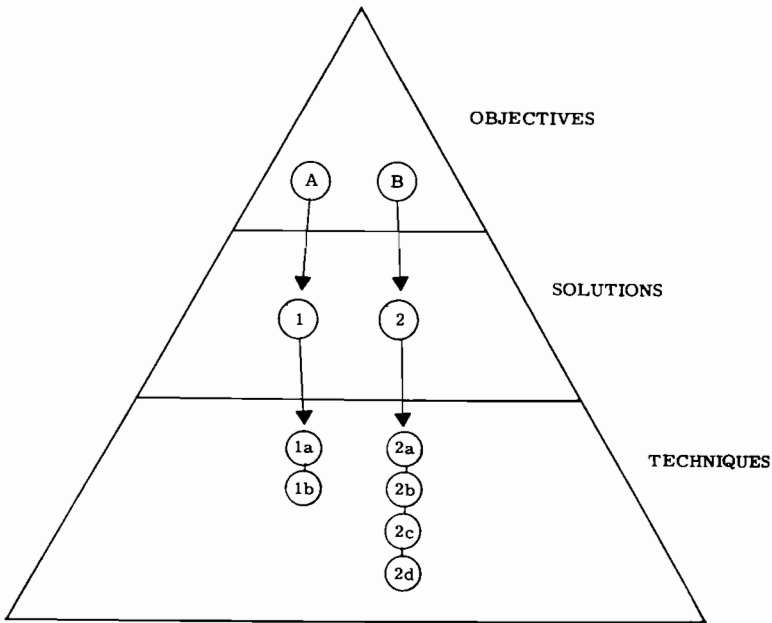 OBJECTIVES
A B
SOLUTIONS
1 2
1a 2a
TECHNIQUES
1b 2b
2c
2d